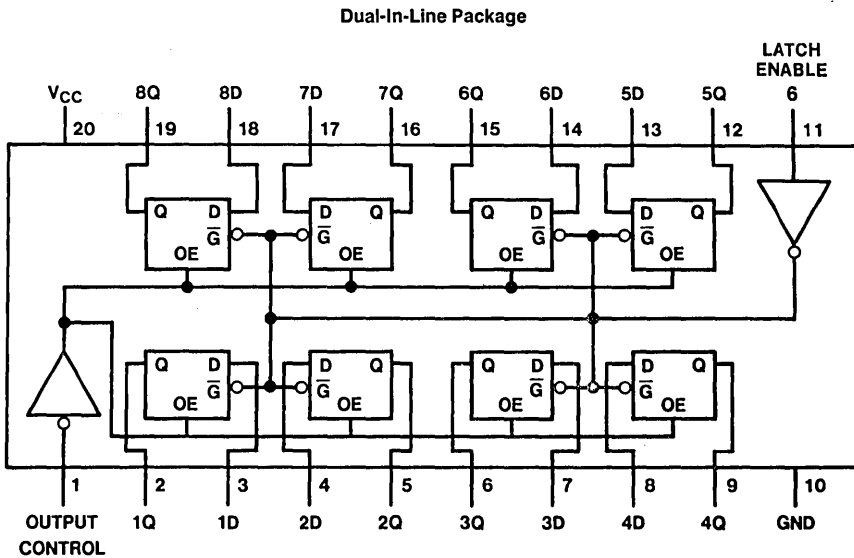 Dual-In-Line Package
LATCH
ENABLE
VCC 8Q 8D 7D 7Q 6Q 6D 5D 5Q 6
20 19 18 17 16 15 14 13 12 11
Q D D Q Q D D Q
G̅ G̅ G̅ G̅
OE OE OE OE
Q D D Q Q D D Q
G̅ G̅ G̅ G̅
OE OE OE OE
1 2 3 4 5 6 7 8 9 10
OUTPUT 1Q 1D 2D 2Q 3Q 3D 4D 4Q GND
CONTROL